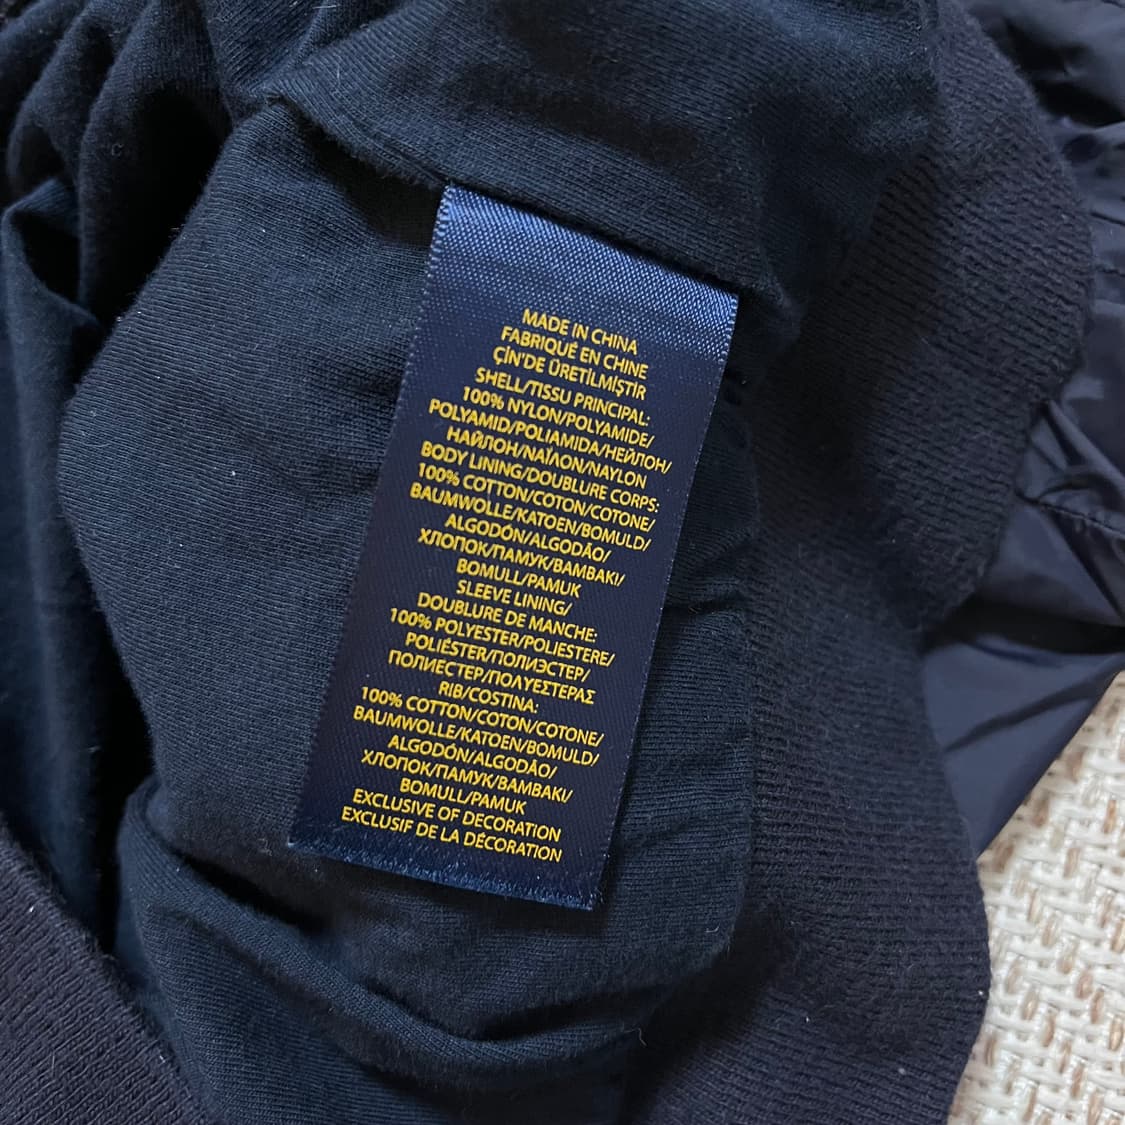 MADE IN CHINA
FABRIQUÉ EN CHINE
ÇİN'DE ÜRETİLMİŞTİR
SHELL/TISSU PRINCIPAL:
100% NYLON/POLYAMIDE/
POLYAMID/POLIAMIDA/НЕЙЛОН/
НАЙЛОН/ΝΑΪΛΟΝ/NAYLON
BODY LINING/DOUBLURE CORPS:
100% COTTON/COTON/COTONE/
BAUMWOLLE/KATOEN/BOMULD/
ALGODÓN/ALGODÃO/
ХЛОПОК/ПАМУК/ΒΑΜΒΑΚΙ/
BOMULL/PAMUK
SLEEVE LINING/
DOUBLURE DE MANCHE:
100% POLYESTER/POLIESTERE/
POLIÉSTER/ПОЛИЭСТЕР/
ПОЛИЕСТЕР/ΠΟΛΥΕΣΤΕΡΑΣ
RIB/COSTINA:
100% COTTON/COTON/COTONE/
BAUMWOLLE/KATOEN/BOMULD/
ALGODÓN/ALGODÃO/
ХЛОПОК/ПАМУК/ΒΑΜΒΑΚΙ/
BOMULL/PAMUK
EXCLUSIVE OF DECORATION
EXCLUSIF DE LA DÉCORATION